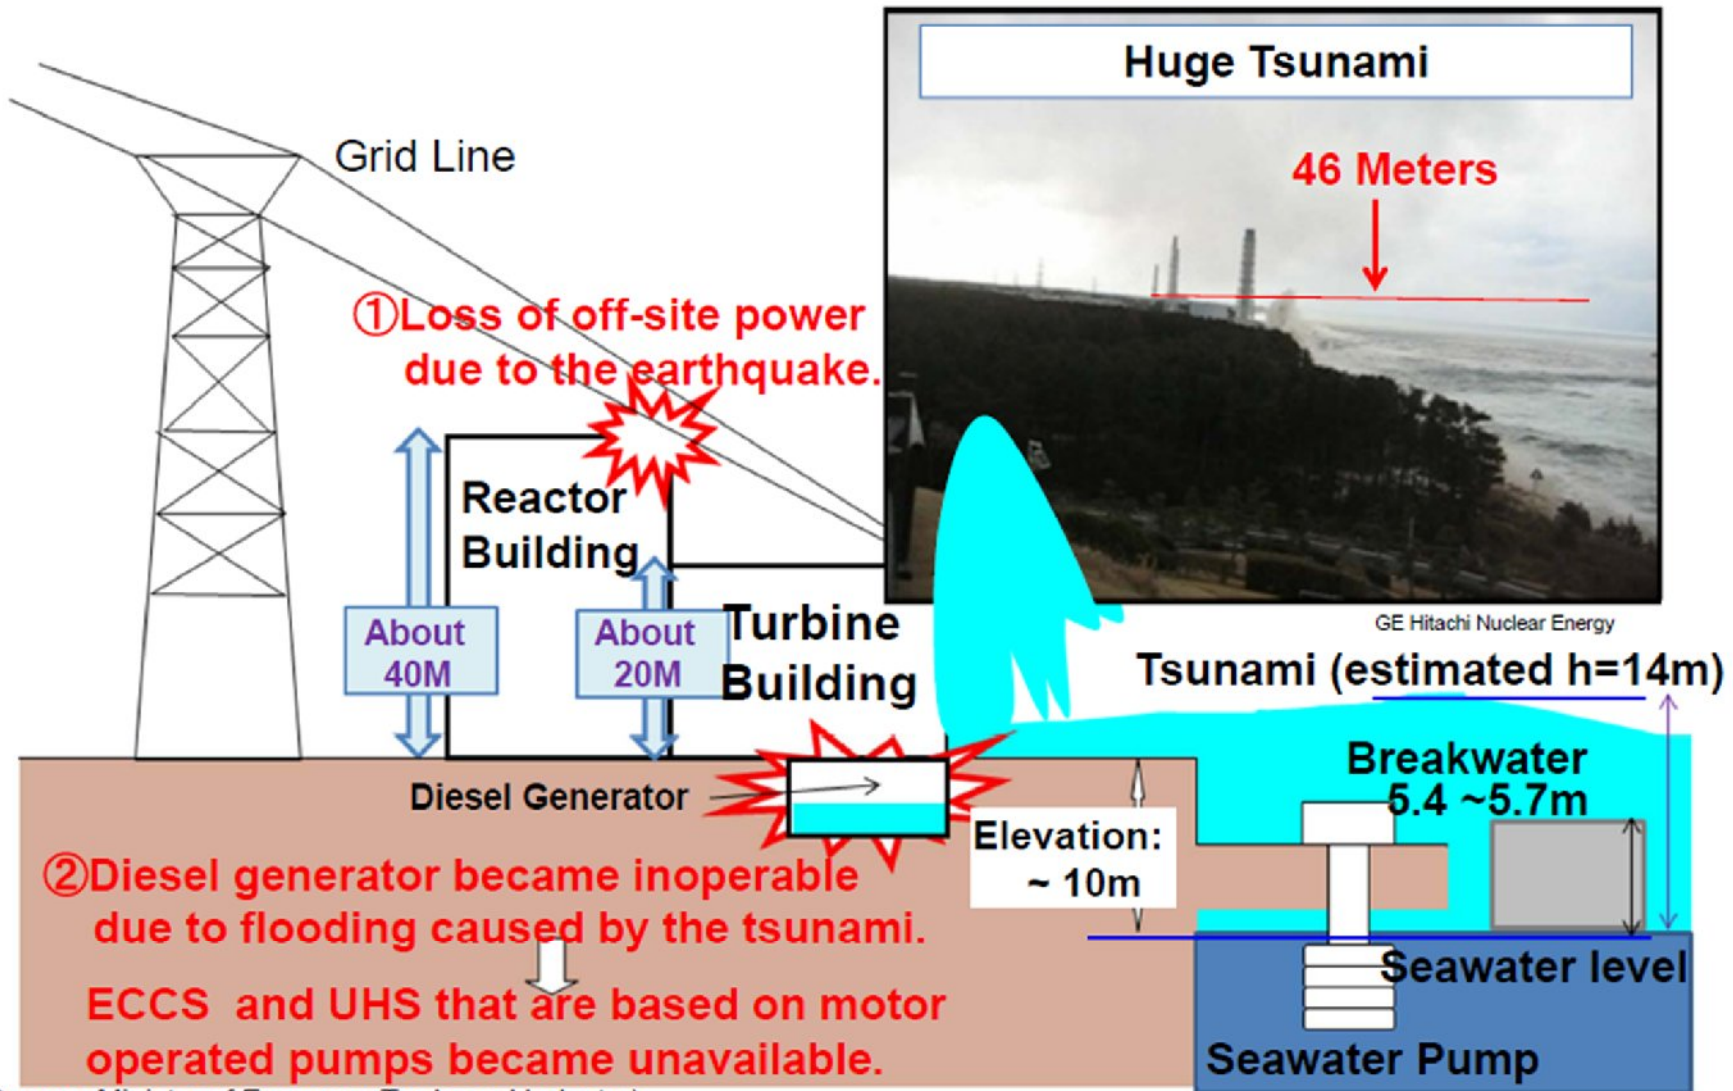 Huge Tsunami
46 Meters
Grid Line
①Loss of off-site power
due to the earthquake.
Reactor
Building
About
40M
About
20M
Turbine
Building
GE Hitachi Nuclear Energy
Tsunami (estimated h=14m)
Breakwater
5.4 ~5.7m
Diesel Generator
Elevation:
~ 10m
②Diesel generator became inoperable
due to flooding caused by the tsunami.
ECCS and UHS that are based on motor
operated pumps became unavailable.
Seawater level
Seawater Pump